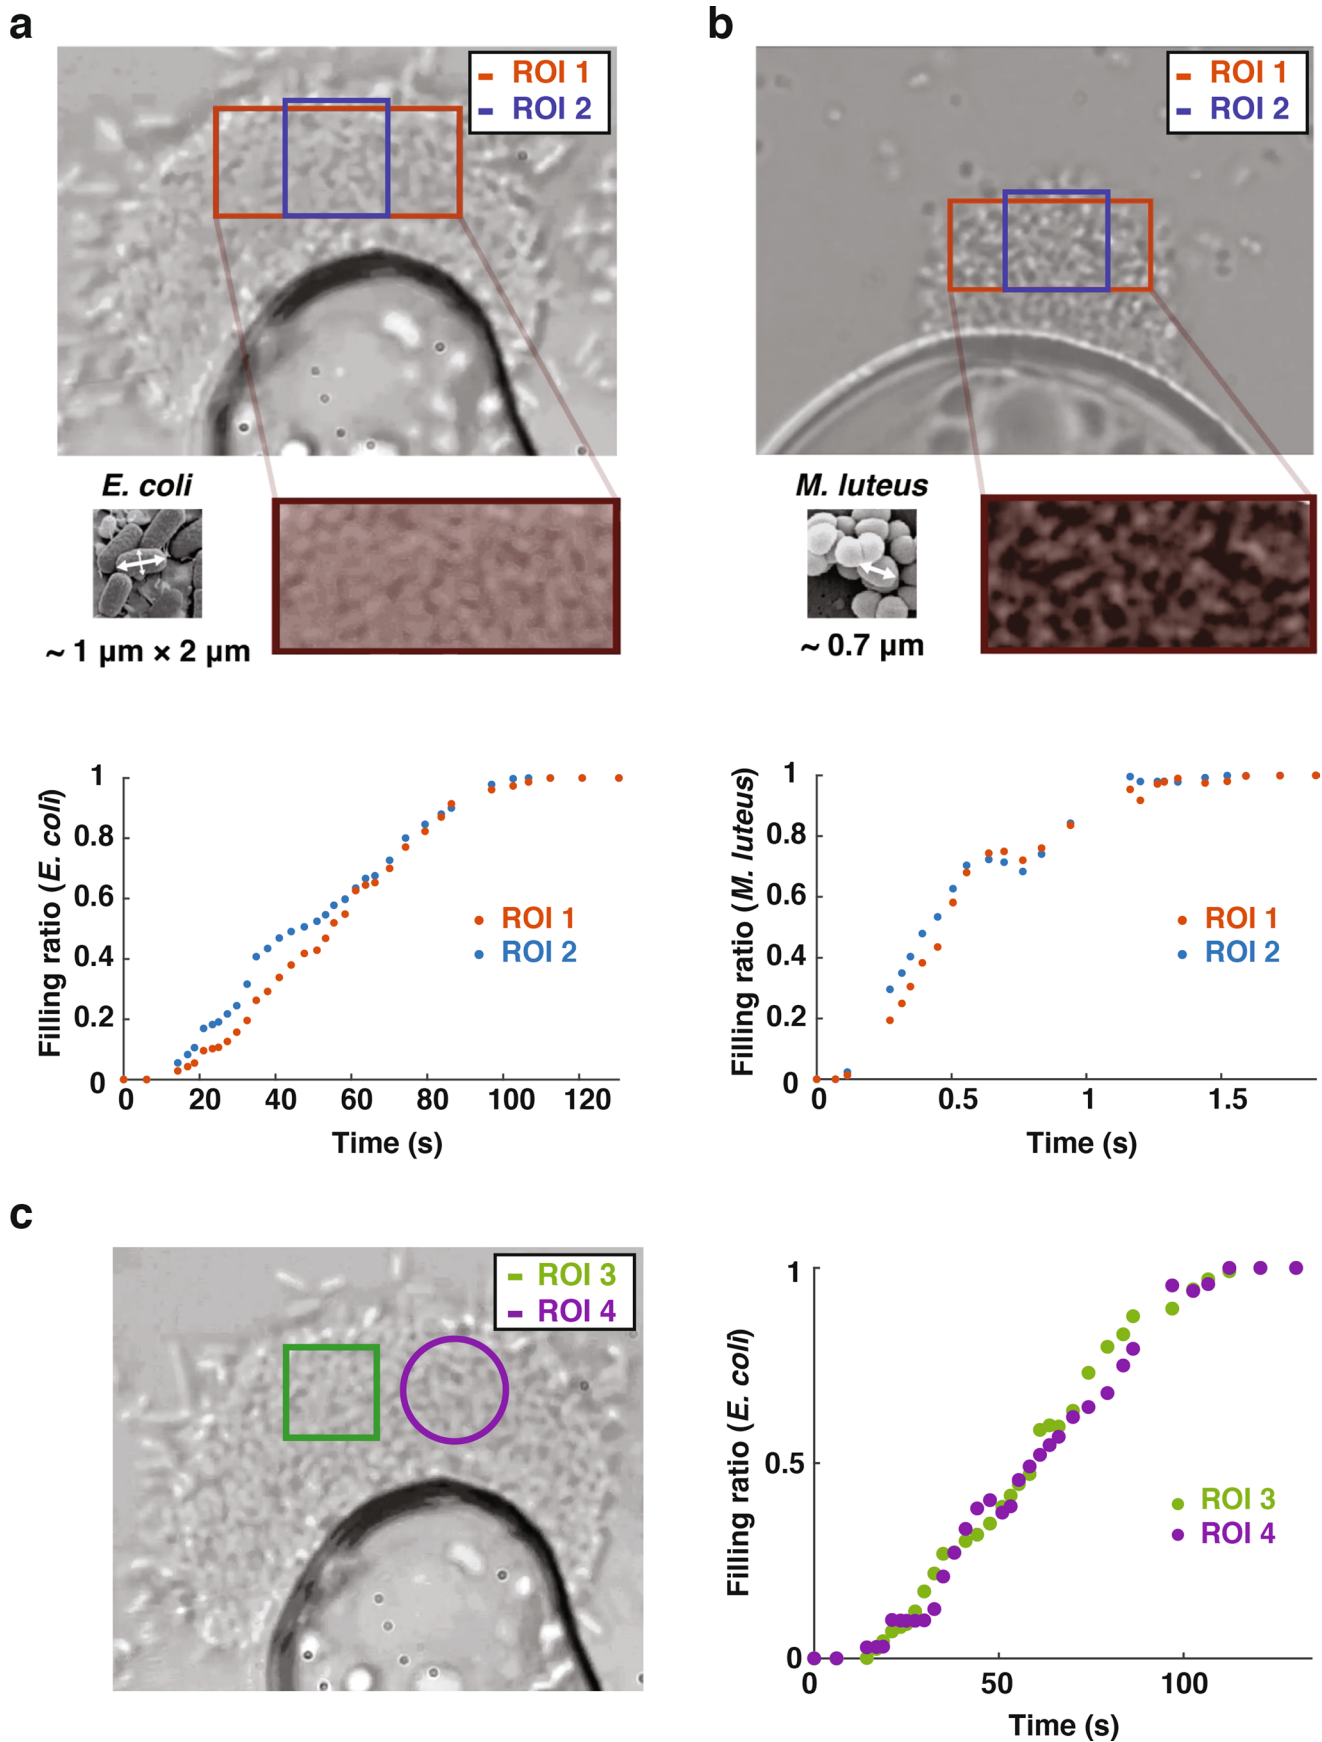 a
ROI 1
ROI 2
E. coli
~ 1 µm × 2 µm
Filling ratio (E. coli)
1
0.8
0.6
0.4
0.2
0
ROI 1
ROI 2
0 20 40 60 80 100 120
Time (s)
b
ROI 1
ROI 2
M. luteus
~ 0.7 µm
Filling ratio (M. luteus)
1
0.8
0.6
0.4
0.2
0
ROI 1
ROI 2
0 0.5 1 1.5
Time (s)
c
ROI 3
ROI 4
Filling ratio (E. coli)
1
0.5
0
ROI 3
ROI 4
0 50 100
Time (s)